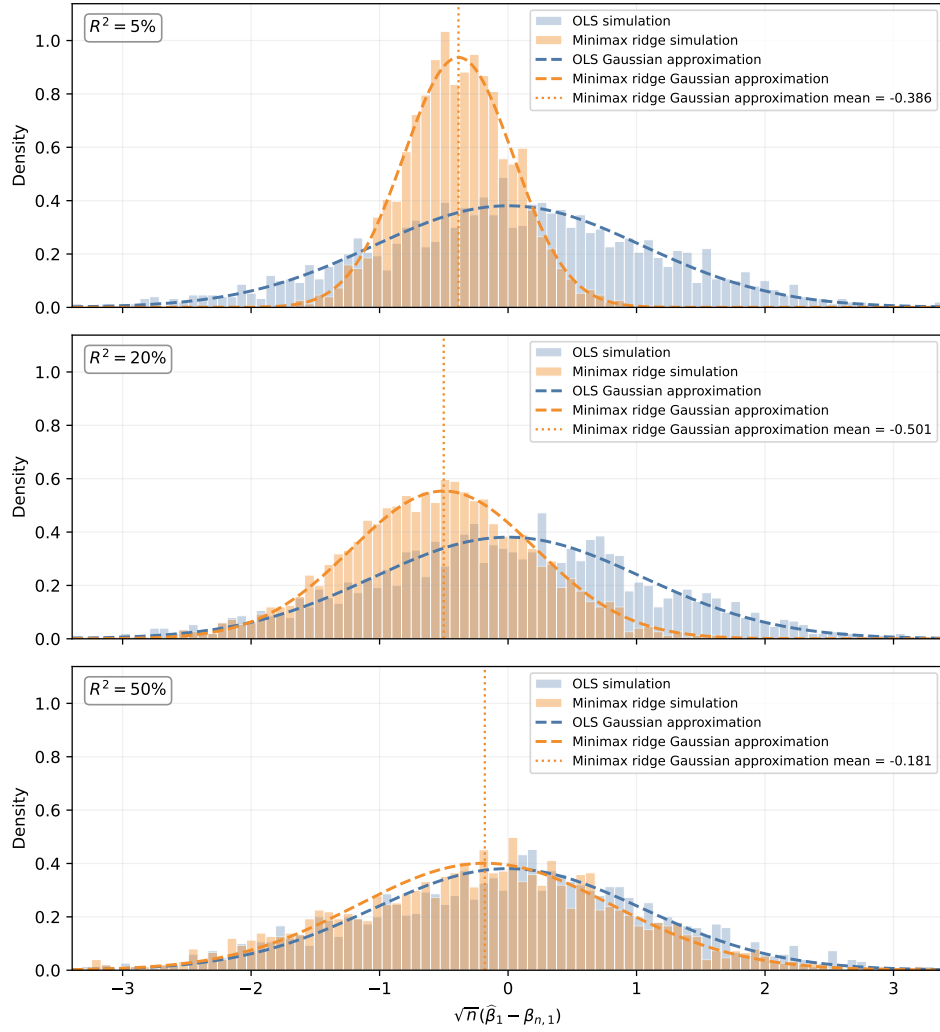 R² = 5%
OLS simulation
Minimax ridge simulation
OLS Gaussian approximation
Minimax ridge Gaussian approximation
Minimax ridge Gaussian approximation mean = -0.386
Density
1.0
0.8
0.6
0.4
0.2
0.0
R² = 20%
OLS simulation
Minimax ridge simulation
OLS Gaussian approximation
Minimax ridge Gaussian approximation
Minimax ridge Gaussian approximation mean = -0.501
Density
1.0
0.8
0.6
0.4
0.2
0.0
R² = 50%
OLS simulation
Minimax ridge simulation
OLS Gaussian approximation
Minimax ridge Gaussian approximation
Minimax ridge Gaussian approximation mean = -0.181
Density
1.0
0.8
0.6
0.4
0.2
0.0
−3 −2 −1 0 1 2 3
√n(β̂₁ − βₙ,₁)